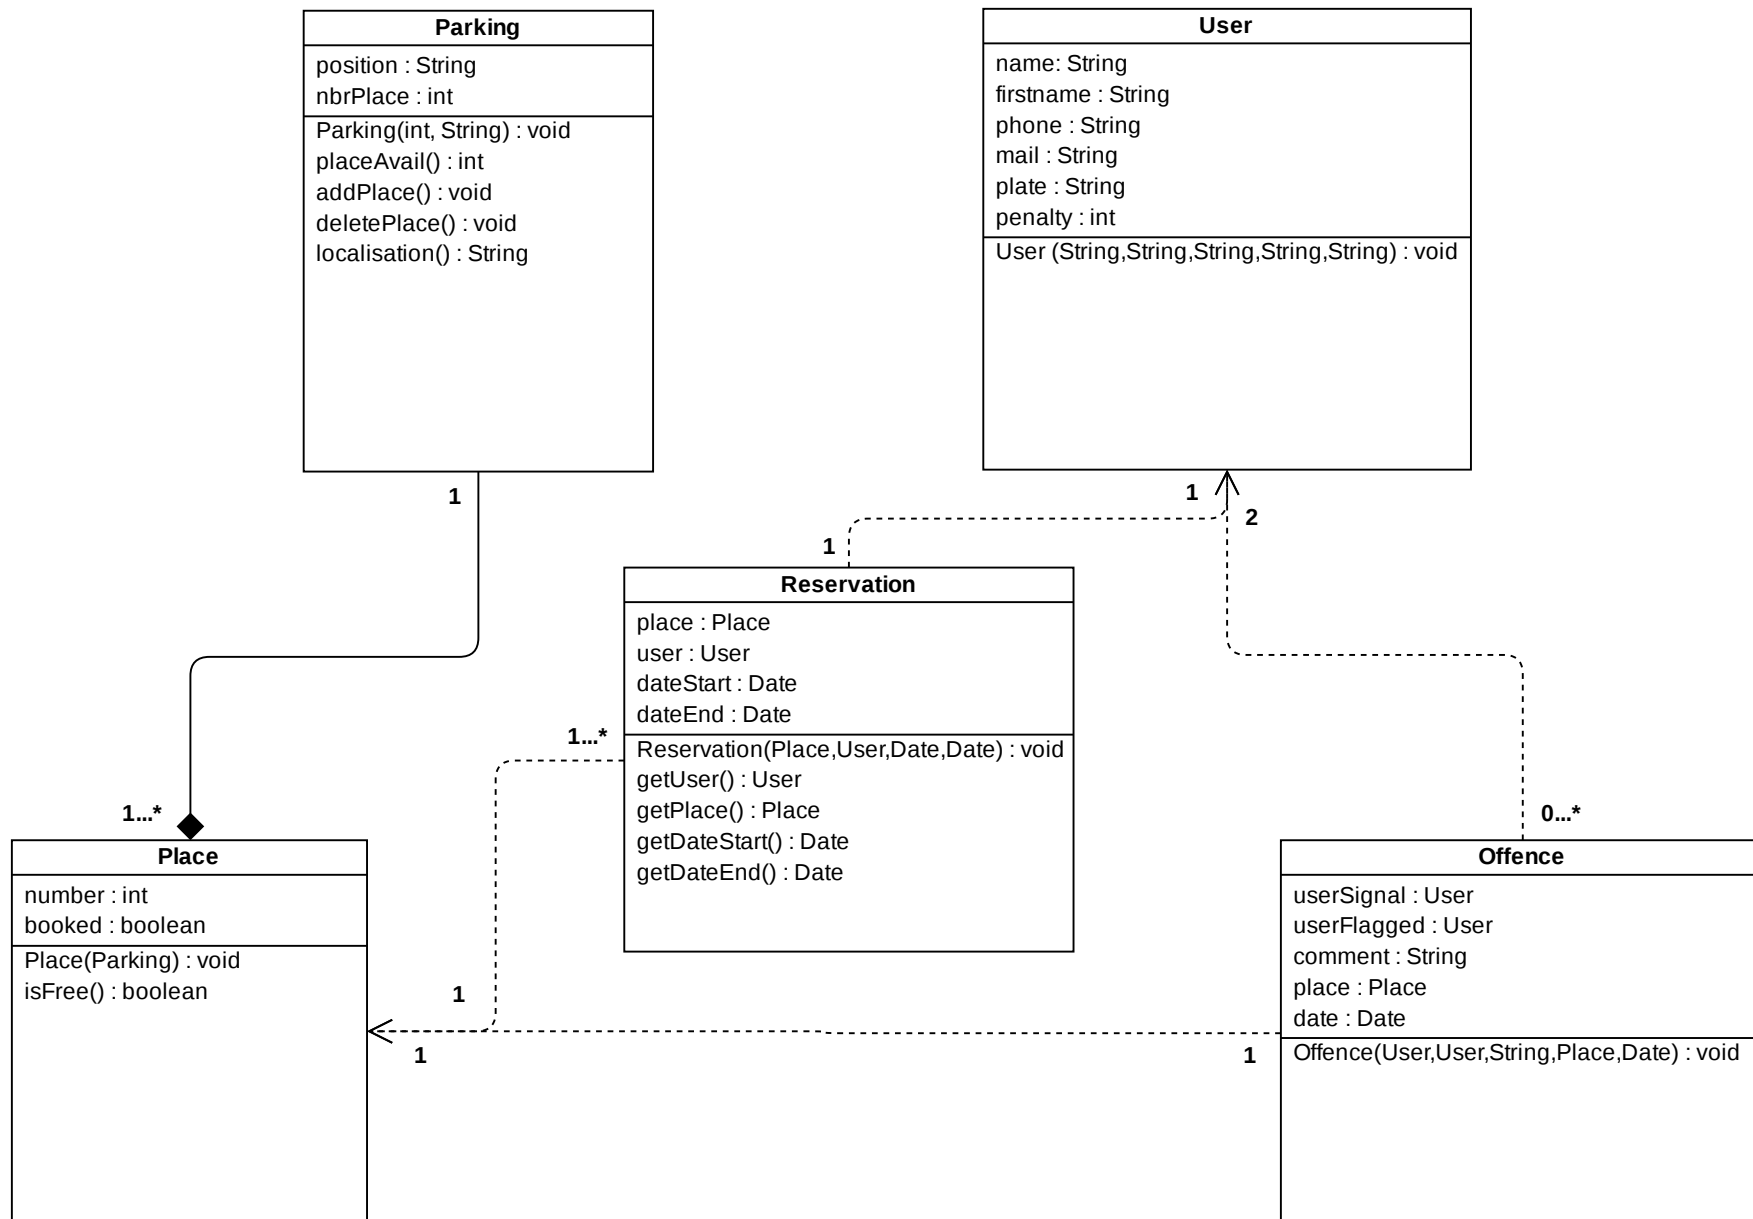 Parking
position : String
nbrPlace : int
Parking(int, String) : void
placeAvail() : int
addPlace() : void
deletePlace() : void
localisation() : String
1
User
name: String
firstname : String
phone : String
mail : String
plate : String
penalty : int
User (String,String,String,String,String) : void
1
2
1
Reservation
place : Place
user : User
dateStart : Date
dateEnd : Date
Reservation(Place,User,Date,Date) : void
getUser() : User
getPlace() : Place
getDateStart() : Date
getDateEnd() : Date
1...*
1...*
Place
number : int
booked : boolean
Place(Parking) : void
isFree() : boolean
1
1
0...*
Offence
userSignal : User
userFlagged : User
comment : String
place : Place
date : Date
Offence(User,User,String,Place,Date) : void
1